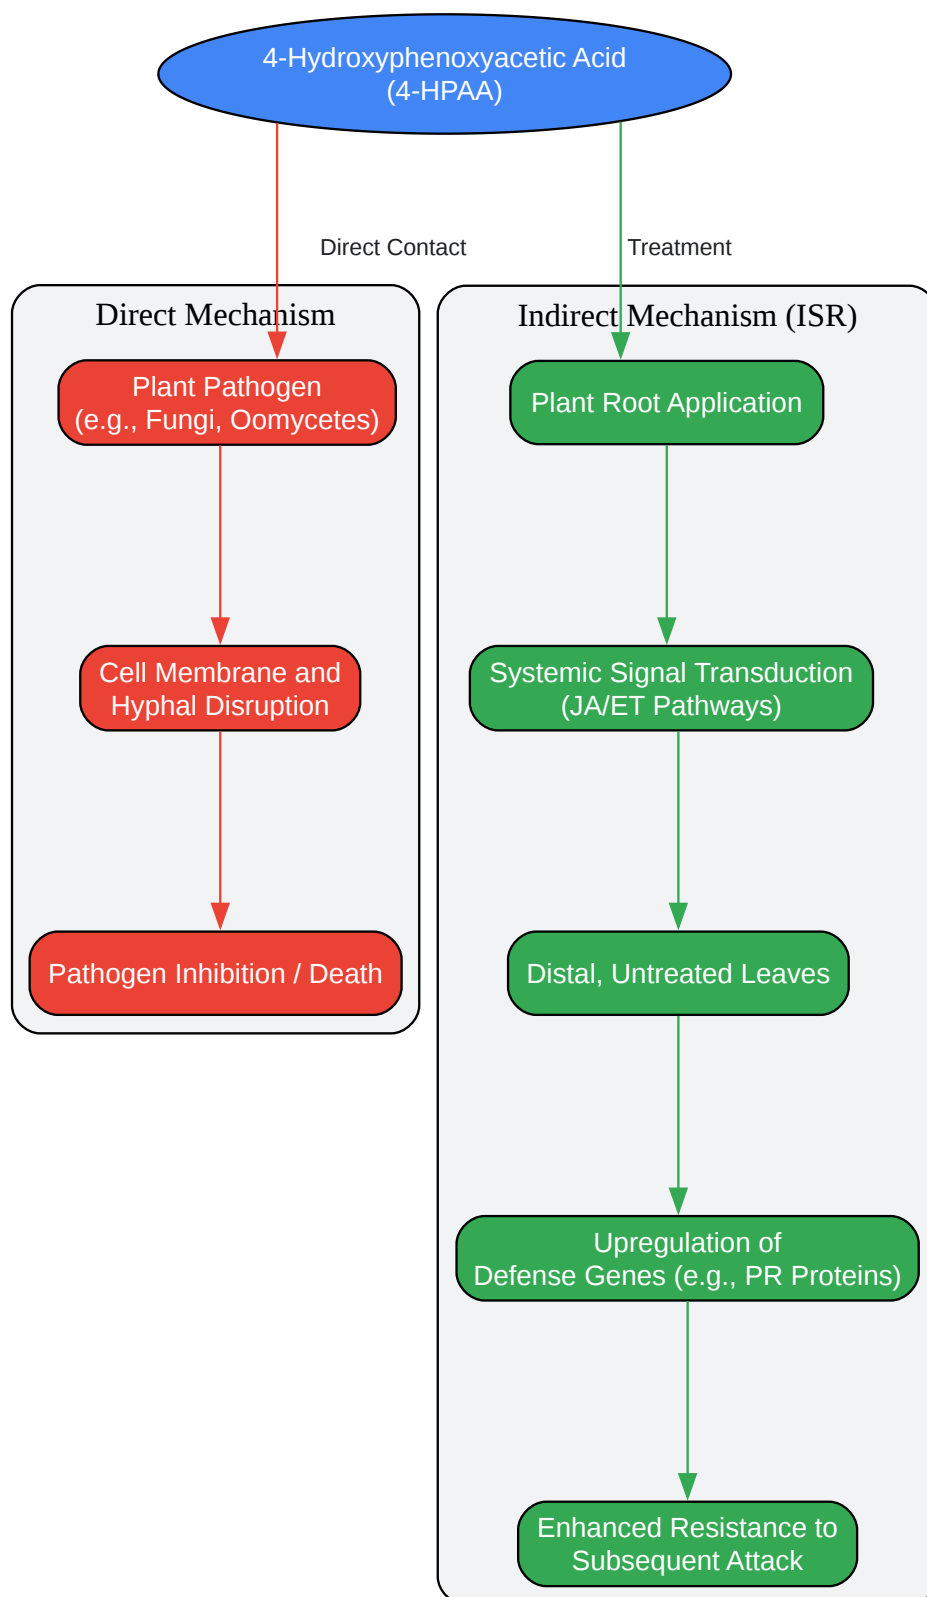 4-Hydroxyphenoxyacetic Acid
(4-HPAA)
Direct Contact
Treatment
Direct Mechanism
Plant Pathogen
(e.g., Fungi, Oomycetes)
Cell Membrane and
Hyphal Disruption
Pathogen Inhibition / Death
Indirect Mechanism (ISR)
Plant Root Application
Systemic Signal Transduction
(JA/ET Pathways)
Distal, Untreated Leaves
Upregulation of
Defense Genes (e.g., PR Proteins)
Enhanced Resistance to
Subsequent Attack